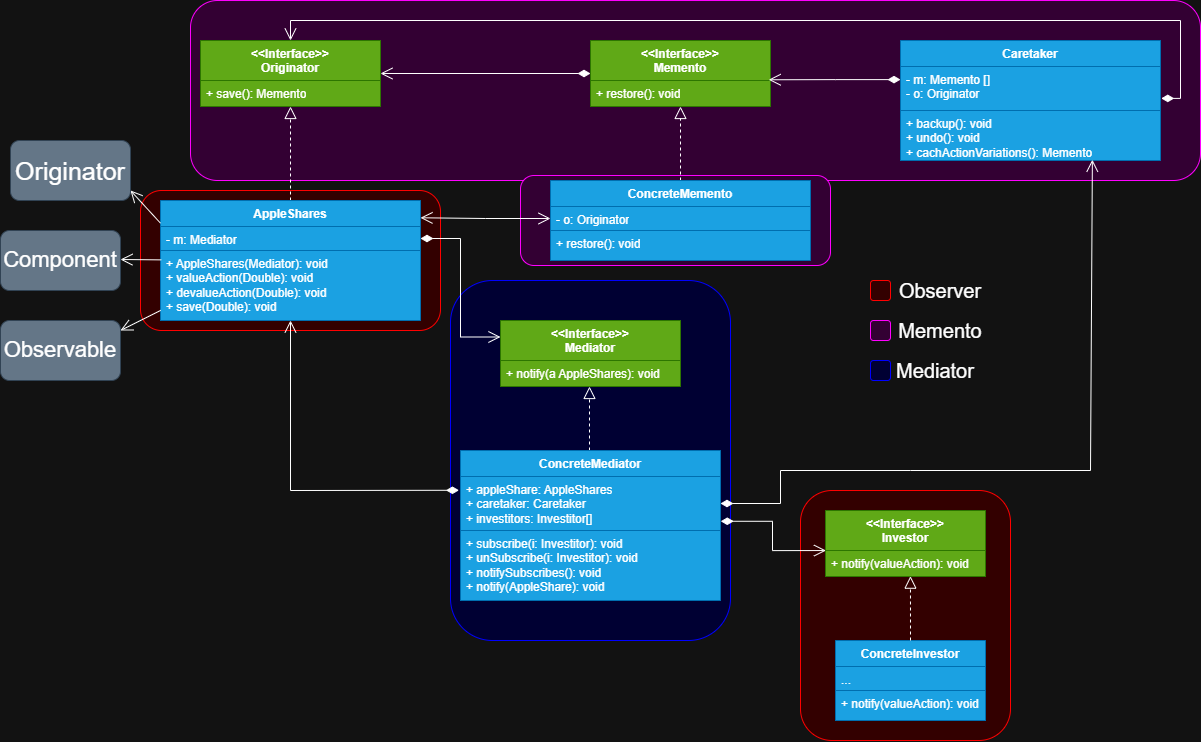 <<Interface>>
Originator
+ save(): Memento
<<Interface>>
Memento
+ restore(): void
Caretaker
- m: Memento []
- o: Originator
+ backup(): void
+ undo(): void
+ cachActionVariations(): Memento
Originator
Component
Observable
AppleShares
- m: Mediator
+ AppleShares(Mediator): void
+ valueAction(Double): void
+ devalueAction(Double): void
+ save(Double): void
ConcreteMemento
- o: Originator
+ restore(): void
Observer
Memento
Mediator
<<Interface>>
Mediator
+ notify(a AppleShares): void
ConcreteMediator
+ appleShare: AppleShares
+ caretaker: Caretaker
+ investitors: Investitor[]
+ subscribe(i: Investitor): void
+ unSubscribe(i: Investitor): void
+ notifySubscribes(): void
+ notify(AppleShare): void
<<Interface>>
Investor
+ notify(valueAction): void
ConcreteInvestor
...
+ notify(valueAction): void